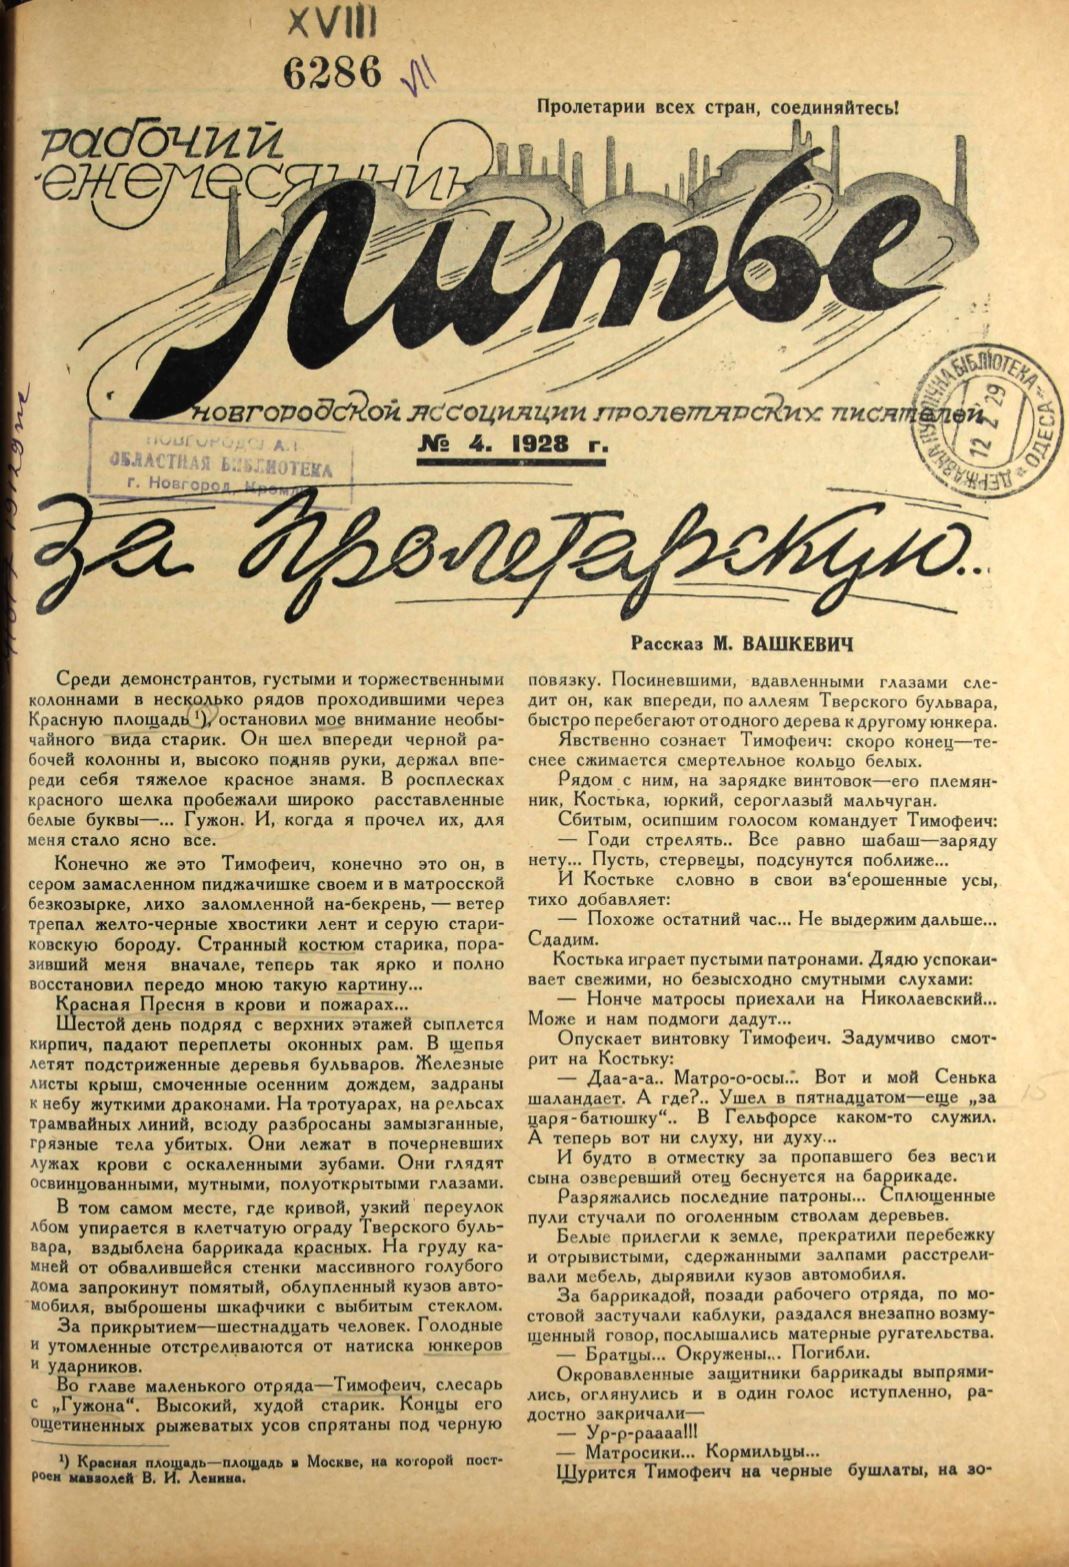 XVIII
6286
Пролетарии всех стран, соединяйтесь!
рабочий
ежемесячник
Литье
новгородской ассоциации пролетарских писателей
№ 4. 1928 г.
ОБЛАСТНАЯ БИБЛИОТЕКА
г. Новгород, Кремль
ДЕРЖАВНА ПУБЛІЧНА БІБЛІОТЕКА
ОДЕСА
12 2 29
За Пролетарскую...
Рассказ М. ВАШКЕВИЧ
Среди демонстрантов, густыми и торжественными
колоннами в несколько рядов проходившими через
Красную площадь ¹), остановил мое внимание необы-
чайного вида старик. Он шел впереди черной ра-
бочей колонны и, высоко подняв руки, держал впе-
реди себя тяжелое красное знамя. В росплесках
красного шелка пробежали широко расставленные
белые буквы—... Гужон. И, когда я прочел их, для
меня стало ясно все.
Конечно же это Тимофеич, конечно это он, в
сером замасленном пиджачишке своем и в матросской
безкозырке, лихо заломленной на-бекрень, — ветер
трепал желто-черные хвостики лент и серую стари-
ковскую бороду. Странный костюм старика, пора-
зивший меня вначале, теперь так ярко и полно
восстановил передо мною такую картину...
Красная Пресня в крови и пожарах...
Шестой день подряд с верхних этажей сыплется
кирпич, падают переплеты оконных рам. В щепья
летят подстриженные деревья бульваров. Железные
листы крыш, смоченные осенним дождем, задраны
к небу жуткими драконами. На тротуарах, на рельсах
трамвайных линий, всюду разбросаны замызганные,
грязные тела убитых. Они лежат в почерневших
лужах крови с оскаленными зубами. Они глядят
освинцованными, мутными, полуоткрытыми глазами.
В том самом месте, где кривой, узкий переулок
лбом упирается в клетчатую ограду Тверского буль-
вара, вздыблена баррикада красных. На груду ка-
мней от обвалившейся стенки массивного голубого
дома запрокинут помятый, облупленный кузов авто-
мобиля, выброшены шкафчики с выбитым стеклом.
За прикрытием—шестнадцать человек. Голодные
и утомленные отстреливаются от натиска юнкеров
и ударников.
Во главе маленького отряда—Тимофеич, слесарь
с „Гужона“. Высокий, худой старик. Концы его
ощетиненных рыжеватых усов спрятаны под черную
¹) Красная площадь—площадь в Москве, на которой пост-
роен мавзолей В. И. Ленина.
повязку. Посиневшими, вдавленными глазами сле-
дит он, как впереди, по аллеям Тверского бульвара,
быстро перебегают от одного дерева к другому юнкера.
Явственно сознает Тимофеич: скоро конец—те-
снее сжимается смертельное кольцо белых.
Рядом с ним, на зарядке винтовок—его племян-
ник, Костька, юркий, сероглазый мальчуган.
Сбитым, осипшим голосом командует Тимофеич:
— Годи стрелять.. Все равно шабаш—заряду
нету... Пусть, стервецы, подсунутся поближе...
И Костьке словно в свои вз‘ерошенные усы,
тихо добавляет:
— Похоже остатний час... Не выдержим дальше...
Сдадим.
Костька играет пустыми патронами. Дядю успокаи-
вает свежими, но безысходно смутными слухами:
— Нонче матросы приехали на Николаевский...
Може и нам подмоги дадут...
Опускает винтовку Тимофеич. Задумчиво смот-
рит на Костьку:
— Даа-а-а.. Матро-о-осы... Вот и мой Сенька
шаландает. А где?.. Ушел в пятнадцатом—еще „за
царя-батюшку“.. В Гельфорсе каком-то служил.
А теперь вот ни слуху, ни духу...
И будто в отместку за пропавшего без вести
сына озверевший отец беснуется на баррикаде.
Разряжались последние патроны... Сплющенные
пули стучали по оголенным стволам деревьев.
Белые прилегли к земле, прекратили перебежку
и отрывистыми, сдержанными залпами расстрели-
вали мебель, дырявили кузов автомобиля.
За баррикадой, позади рабочего отряда, по мо-
стовой застучали каблуки, раздался внезапно возму-
щенный говор, послышались матерные ругательства.
— Братцы... Окружены... Погибли.
Окровавленные защитники баррикады выпрями-
лись, оглянулись и в один голос иступленно, ра-
достно закричали—
— Ур-р-раааа!!!
— Матросики... Кормильцы...
Щурится Тимофеич на черные бушлаты, на зо-